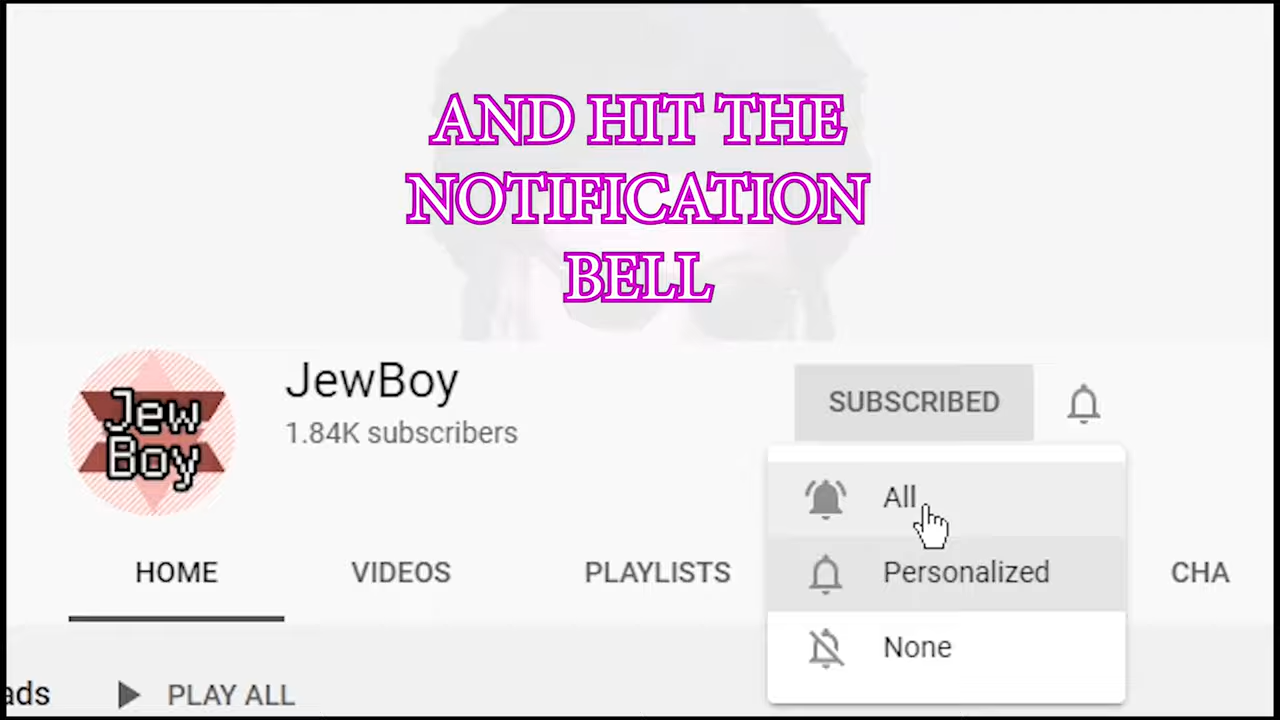 AND HIT THE
NOTIFICATION
BELL
Jew
Boy
JewBoy
1.84K subscribers
SUBSCRIBED
All
Personalized
None
HOME
VIDEOS
PLAYLISTS
CHA
ads
PLAY ALL